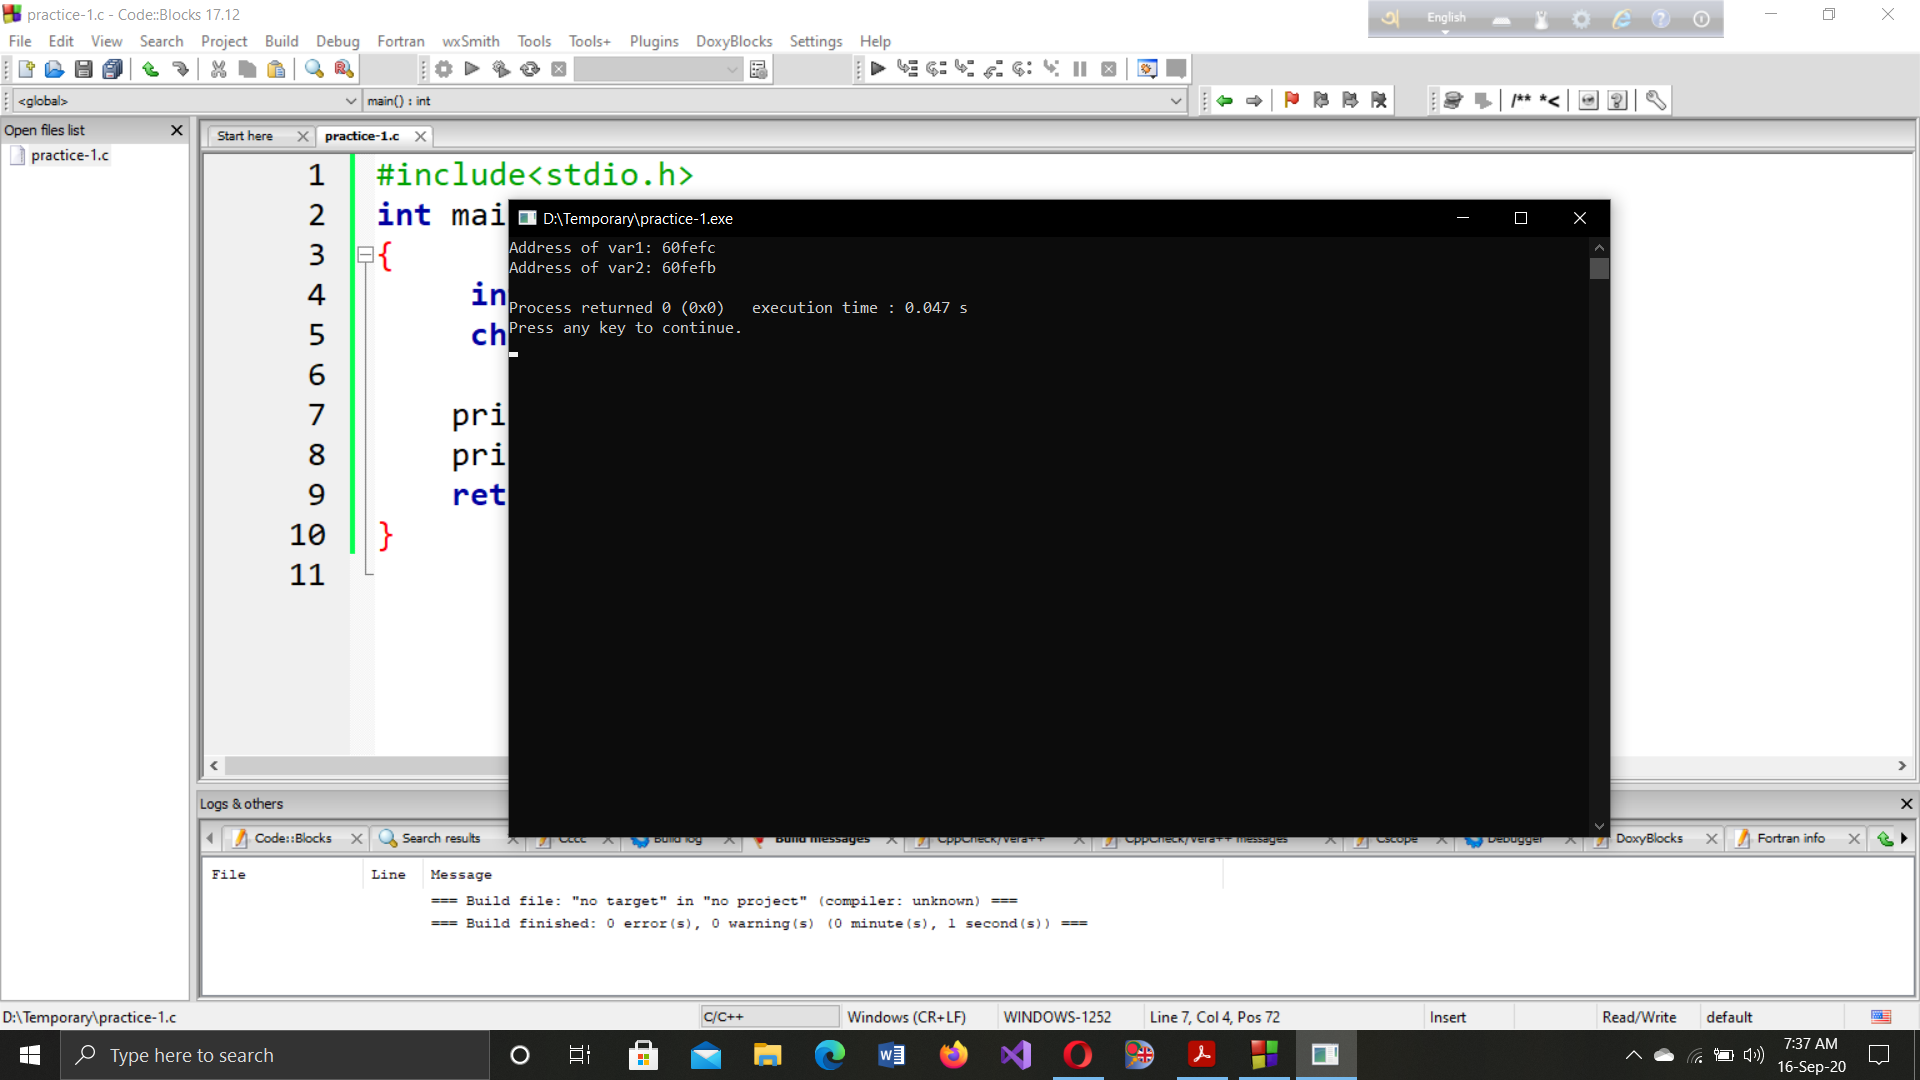 practice-1.c - Code::Blocks 17.12
English
File Edit View Search Project Build Debug Fortran wxSmith Tools Tools+ Plugins DoxyBlocks Settings Help
<global>
main() : int
/** *<
Open files list
practice-1.c
Start here
practice-1.c
1 #include<stdio.h>
2 int mai
3 {
4 in
5 ch
6
7 pri
8 pri
9 ret
10 }
11
D:\Temporary\practice-1.exe
Address of var1: 60fefc
Address of var2: 60fefb
Process returned 0 (0x0)   execution time : 0.047 s
Press any key to continue.
Logs & others
Code::Blocks Search results Cccc Build log Build messages CppCheck/Vera++ CppCheck/Vera++ messages Cscope Debugger DoxyBlocks Fortran info
File Line Message
=== Build file: "no target" in "no project" (compiler: unknown) ===
=== Build finished: 0 error(s), 0 warning(s) (0 minute(s), 1 second(s)) ===
D:\Temporary\practice-1.c C/C++ Windows (CR+LF) WINDOWS-1252 Line 7, Col 4, Pos 72 Insert Read/Write default
Type here to search
7:37 AM
16-Sep-20